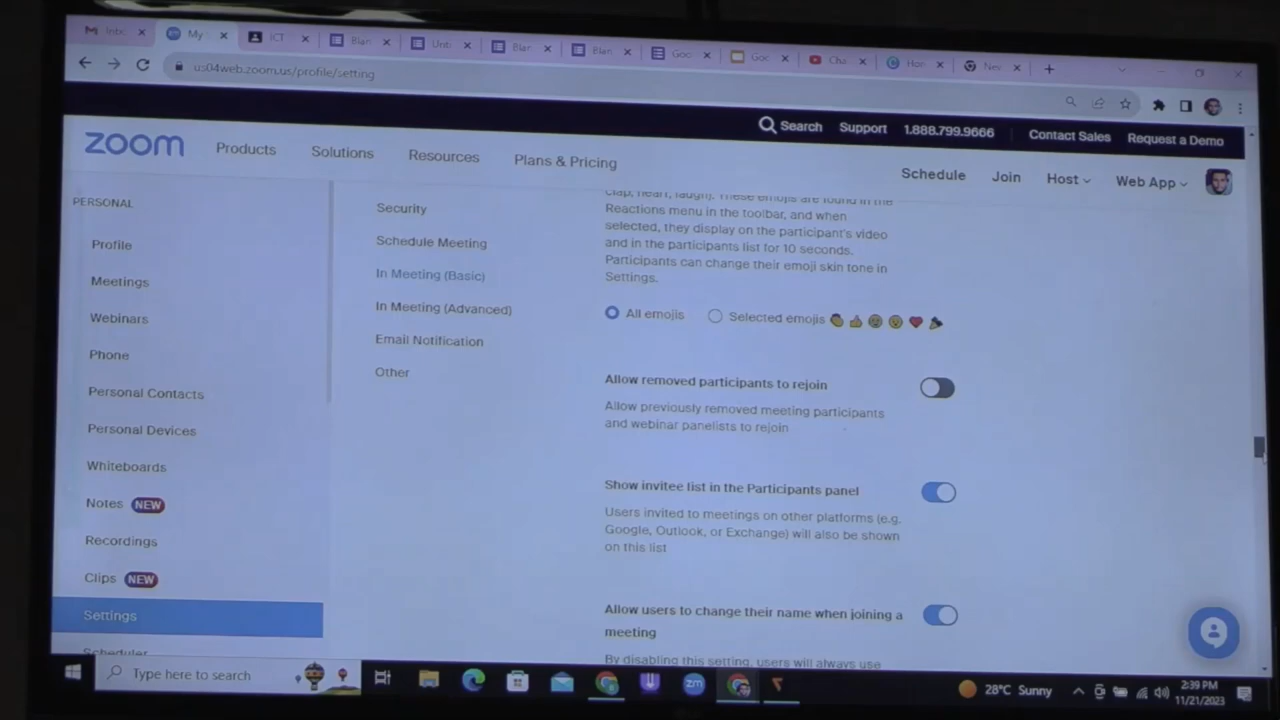 Inbc
My
ICT
Blan
Unti
Blan
Blan
Goc
Goc
Cha
Hon
Nev
us04web.zoom.us/profile/setting
Search
Support
1.888.799.9666
Contact Sales
Request a Demo
zoom
Products
Solutions
Resources
Plans & Pricing
Schedule
Join
Host
Web App
PERSONAL
Profile
Meetings
Webinars
Phone
Personal Contacts
Personal Devices
Whiteboards
Notes NEW
Recordings
Clips NEW
Settings
Scheduler
Security
Schedule Meeting
In Meeting (Basic)
In Meeting (Advanced)
Email Notification
Other
clap, heart, laugh). These emojis are found in the
Reactions menu in the toolbar, and when
selected, they display on the participant's video
and in the participants list for 10 seconds.
Participants can change their emoji skin tone in
Settings.
All emojis
Selected emojis
Allow removed participants to rejoin
Allow previously removed meeting participants
and webinar panelists to rejoin
Show invitee list in the Participants panel
Users invited to meetings on other platforms (e.g.
Google, Outlook, or Exchange) will also be shown
on this list
Allow users to change their name when joining a
meeting
By disabling this setting, users will always use
Type here to search
zm
28°C Sunny
2:39 PM
11/21/2023